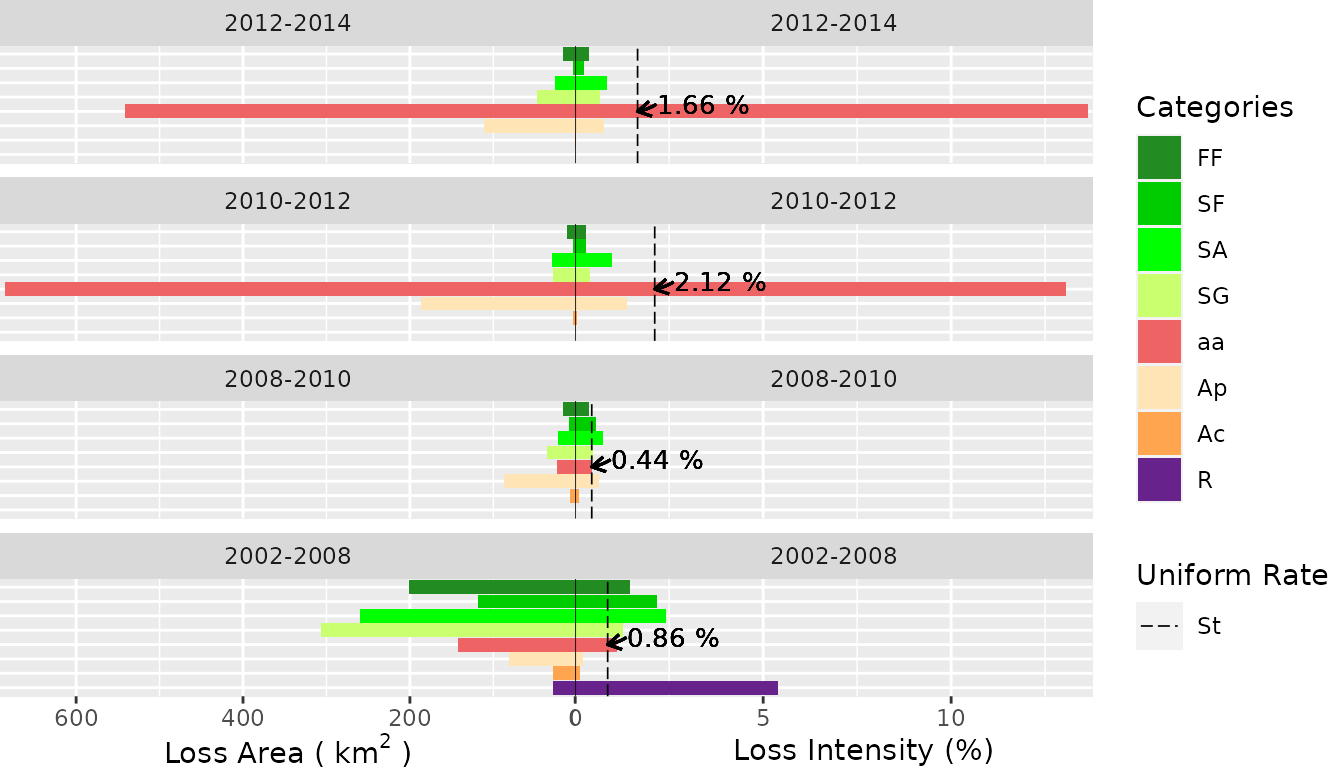 2012-2014 2012-2014
1.66 %
2010-2012 2010-2012
2.12 %
2008-2010 2008-2010
0.44 %
2002-2008 2002-2008
0.86 %
600 400 200 0 0 5 10
Loss Area ( km² ) Loss Intensity (%)
Categories
FF
SF
SA
SG
aa
Ap
Ac
R
Uniform Rate
St